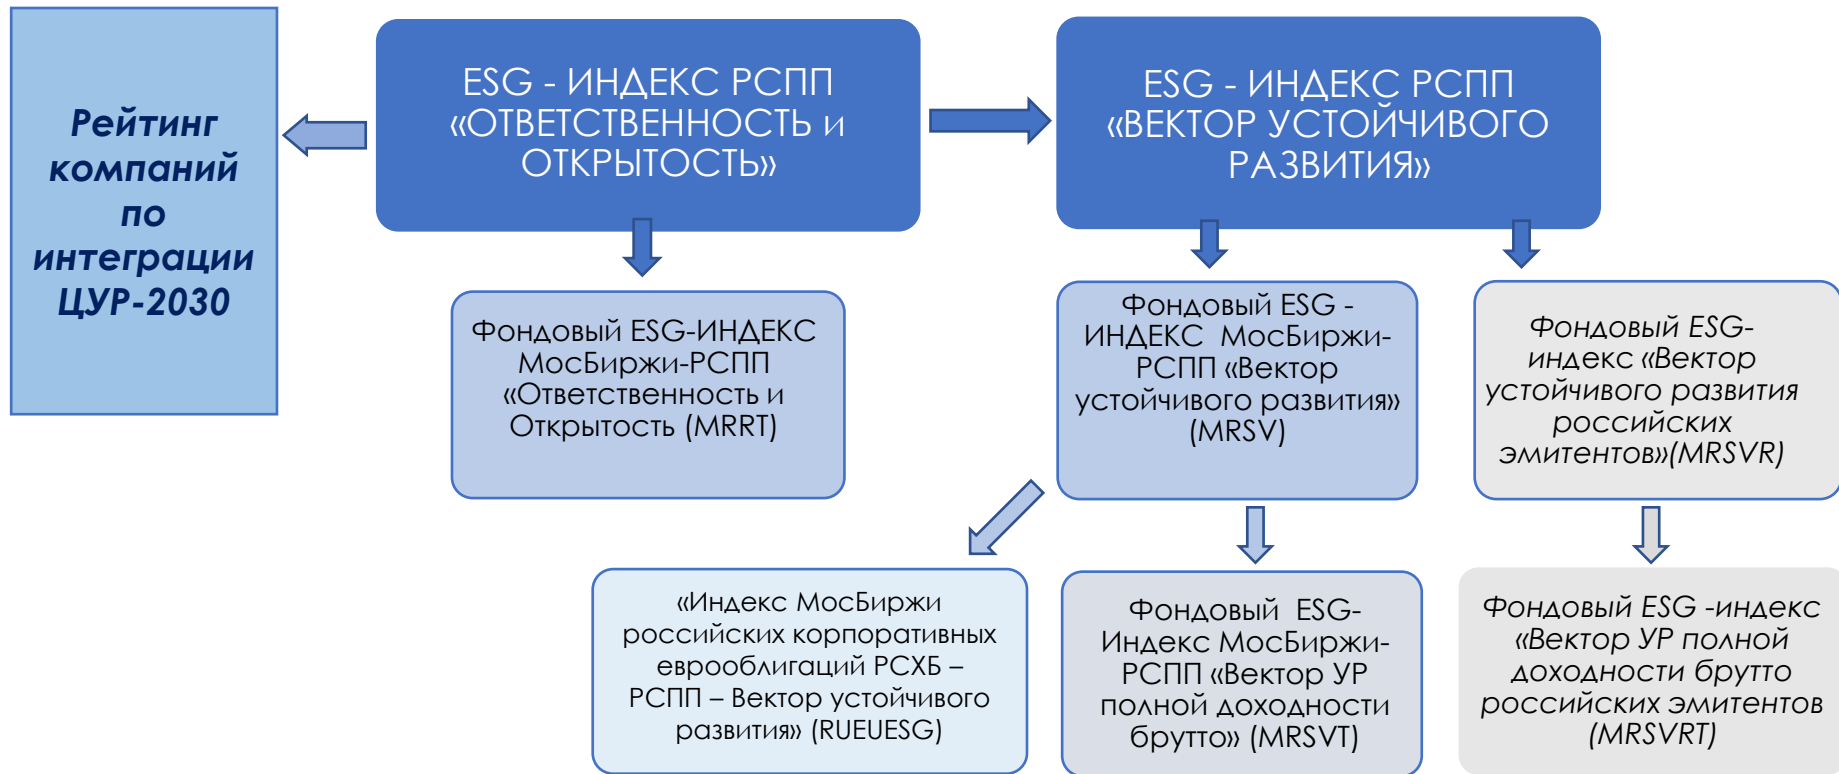 Рейтинг
компаний
по
интеграции
ЦУР-2030
ESG - ИНДЕКС РСПП
«ОТВЕТСТВЕННОСТЬ и
ОТКРЫТОСТЬ»
ESG - ИНДЕКС РСПП
«ВЕКТОР УСТОЙЧИВОГО
РАЗВИТИЯ»
Фондовый ESG-ИНДЕКС
МосБиржи-РСПП
«Ответственность и
Открытость (MRRT)
Фондовый ESG -
ИНДЕКС МосБиржи-
РСПП «Вектор
устойчивого развития»
(MRSV)
Фондовый ESG-
индекс «Вектор
устойчивого развития
российских
эмитентов»(MRSVR)
«Индекс МосБиржи
российских корпоративных
еврооблигаций РСХБ –
РСПП – Вектор устойчивого
развития» (RUEUESG)
Фондовый ESG-
Индекс МосБиржи-
РСПП «Вектор УР
полной доходности
брутто» (MRSVT)
Фондовый ESG -индекс
«Вектор УР полной
доходности брутто
российских эмитентов
(MRSVRT)